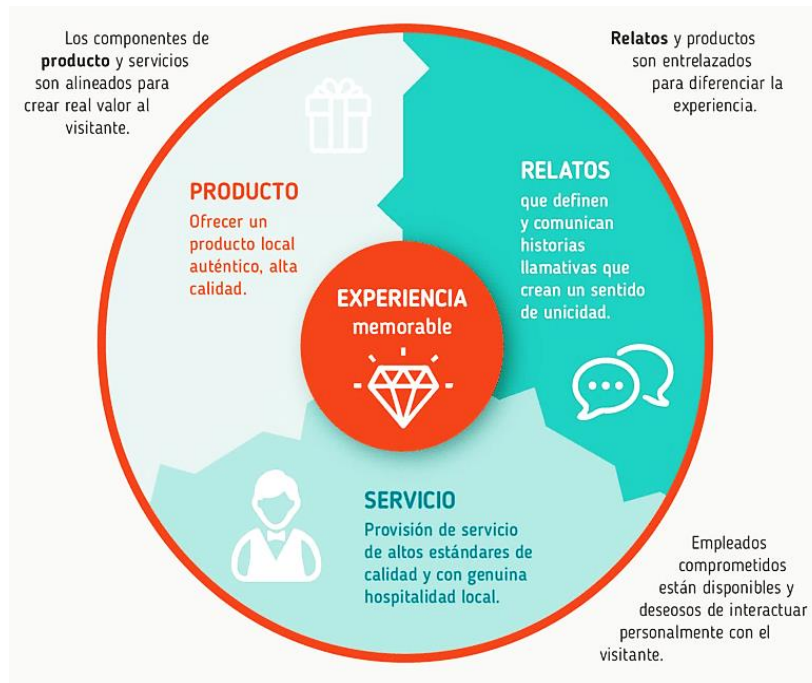 Los componentes de
producto y servicios
son alineados para
crear real valor al
visitante.
Relatos y productos
son entrelazados
para diferenciar la
experiencia.
PRODUCTO
Ofrecer un
producto local
auténtico, alta
calidad.
RELATOS
que definen
y comunican
historias
llamativas que
crean un sentido
de unicidad.
EXPERIENCIA
memorable
SERVICIO
Provisión de servicio
de altos estándares de
calidad y con genuina
hospitalidad local.
Empleados
comprometidos
están disponibles y
deseosos de interactuar
personalmente con el
visitante.